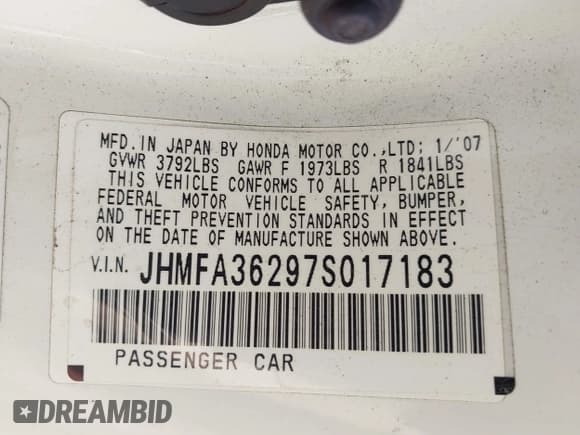 MFD. IN JAPAN BY HONDA MOTOR CO., LTD; 1/'07
GVWR 3792LBS GAWR F 1973LBS R 1841LBS
THIS VEHICLE CONFORMS TO ALL APPLICABLE
FEDERAL MOTOR VEHICLE SAFETY, BUMPER,
AND THEFT PREVENTION STANDARDS IN EFFECT
ON THE DATE OF MANUFACTURE SHOWN ABOVE.
V.I.N. JHMFA36297S017183
PASSENGER CAR
DREAMBID